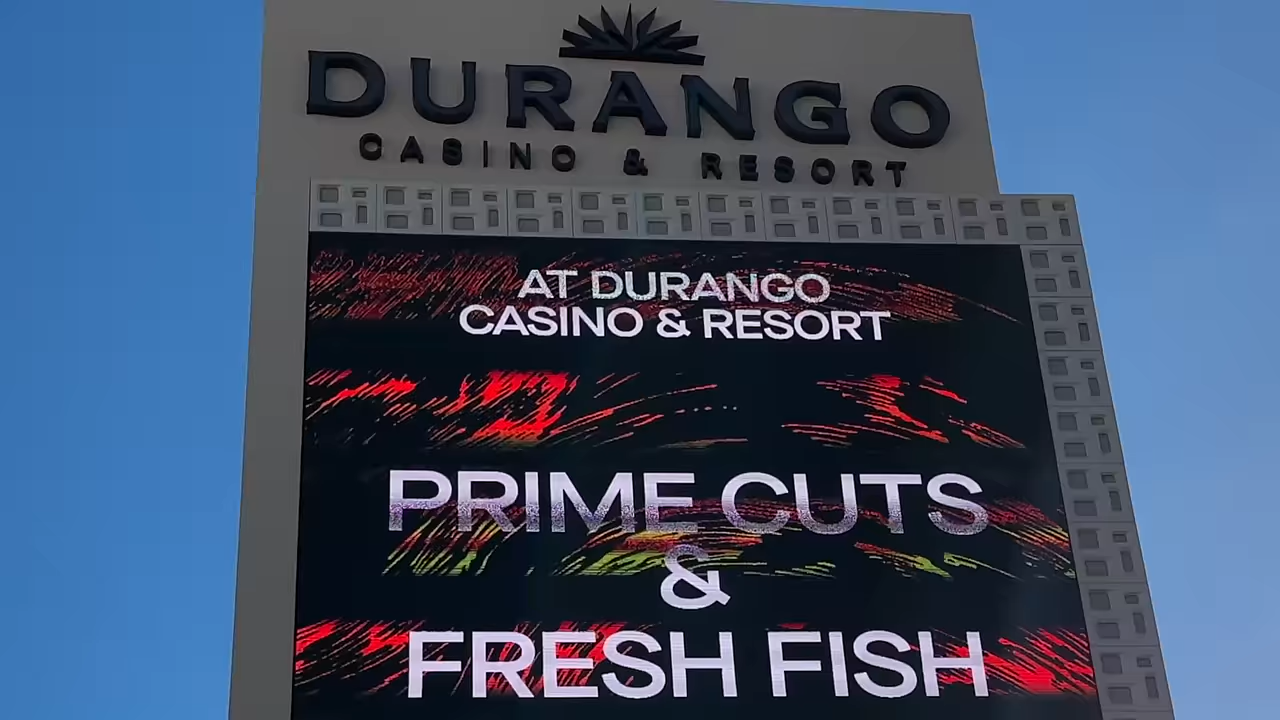 DURANGO
CASINO & RESORT
AT DURANGO
CASINO & RESORT
PRIME CUTS
&
FRESH FISH